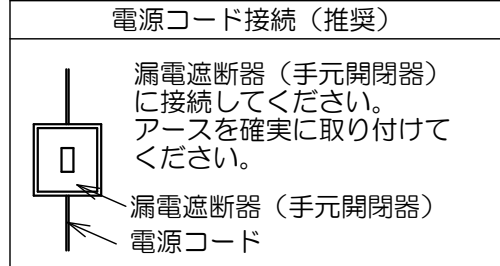 電源コード接続（推奨）
漏電遮断器（手元開閉器）
に接続してください。
アースを確実に取り付けて
ください。
漏電遮断器（手元開閉器）
電源コード